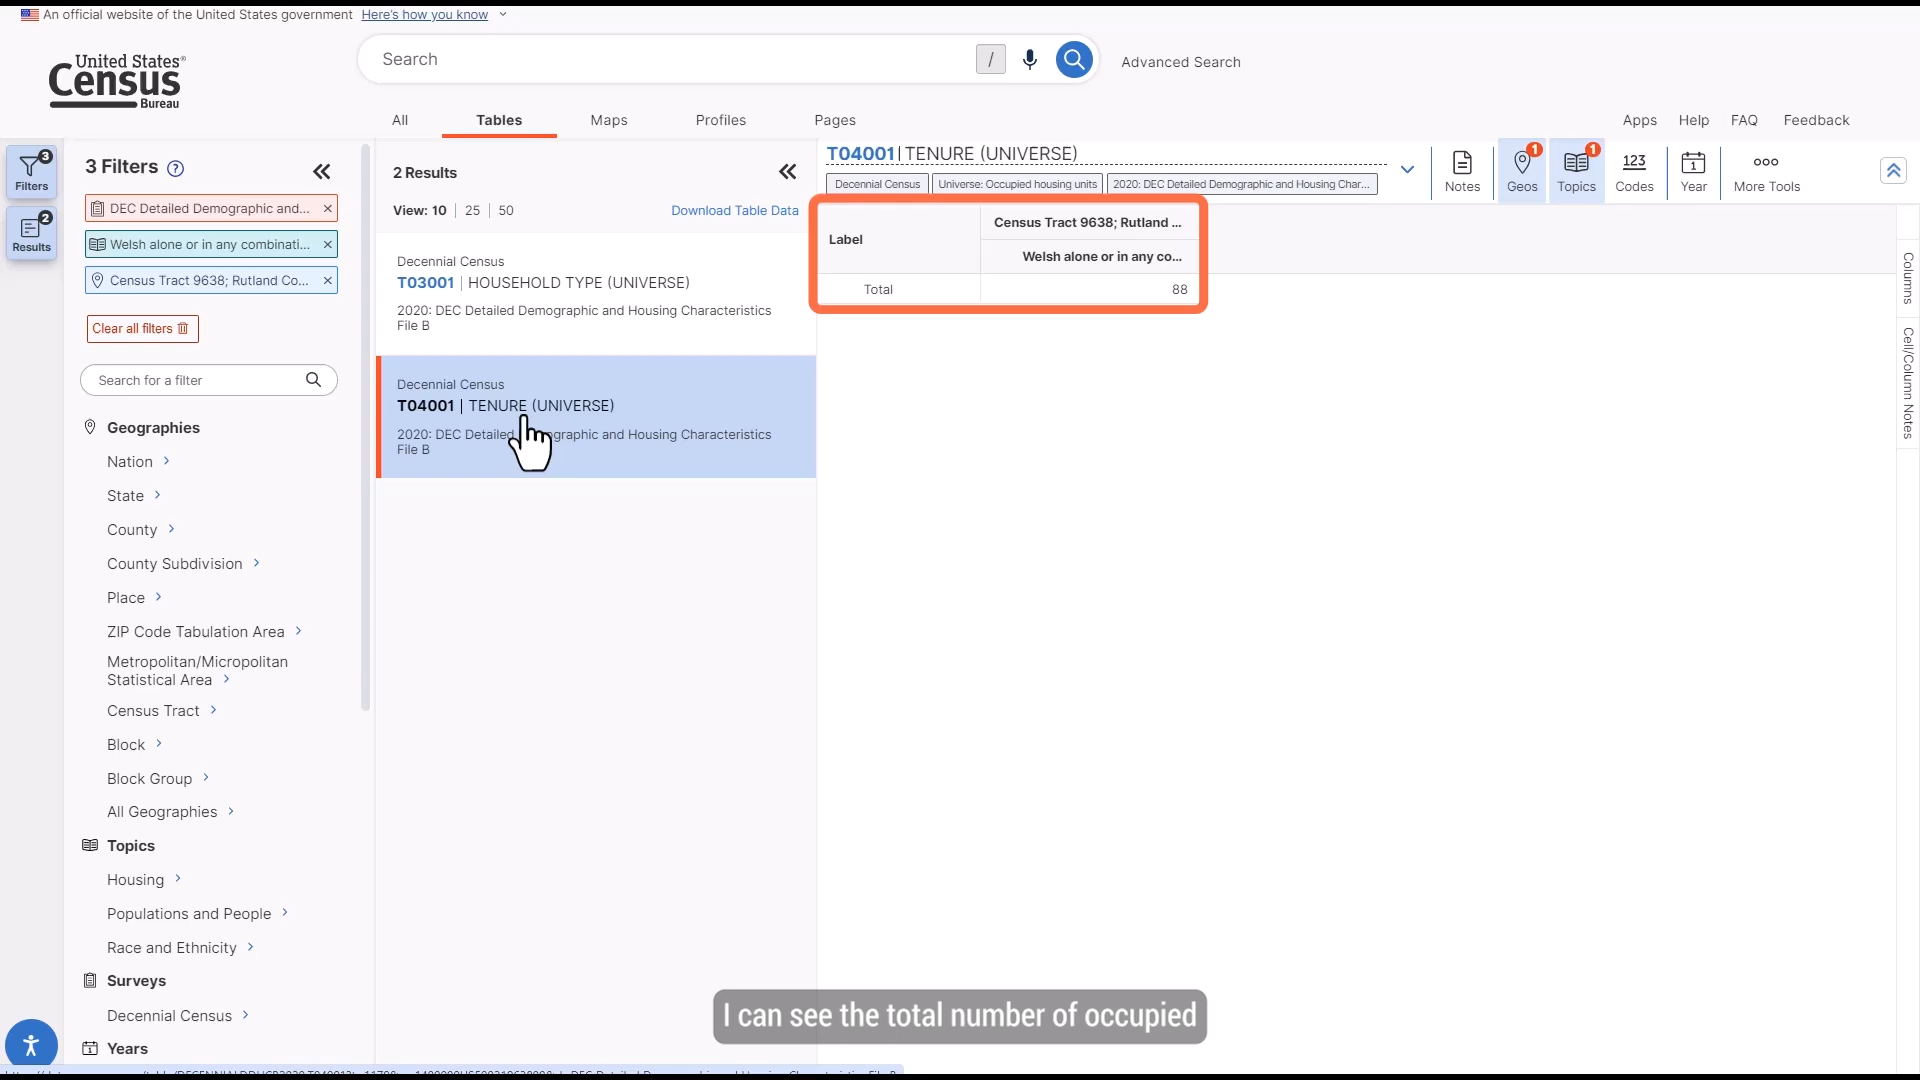 An official website of the United States government Here's how you know
United States®
Census
Bureau
Search
/
Advanced Search
All
Tables
Maps
Profiles
Pages
Apps
Help
FAQ
Feedback
3
Filters
2
Results
3 Filters ?
DEC Detailed Demographic and... ×
Welsh alone or in any combinati... ×
Census Tract 9638; Rutland Co... ×
Clear all filters
Search for a filter
Geographies
Nation
State
County
County Subdivision
Place
ZIP Code Tabulation Area
Metropolitan/Micropolitan
Statistical Area
Census Tract
Block
Block Group
All Geographies
Topics
Housing
Populations and People
Race and Ethnicity
Surveys
Decennial Census
Years
2 Results
View: 10 | 25 | 50
Download Table Data
Decennial Census
T03001 | HOUSEHOLD TYPE (UNIVERSE)
2020: DEC Detailed Demographic and Housing Characteristics
File B
Decennial Census
T04001 | TENURE (UNIVERSE)
2020: DEC Detailed ographic and Housing Characteristics
File B
T04001 | TENURE (UNIVERSE)
Decennial Census
Universe: Occupied housing units
2020: DEC Detailed Demographic and Housing Char...
Notes
1
Geos
1
Topics
123
Codes
1
Year
More Tools
Label
Census Tract 9638; Rutland ...
Welsh alone or in any co...
Total
88
Columns
Cell/Column Notes
I can see the total number of occupied